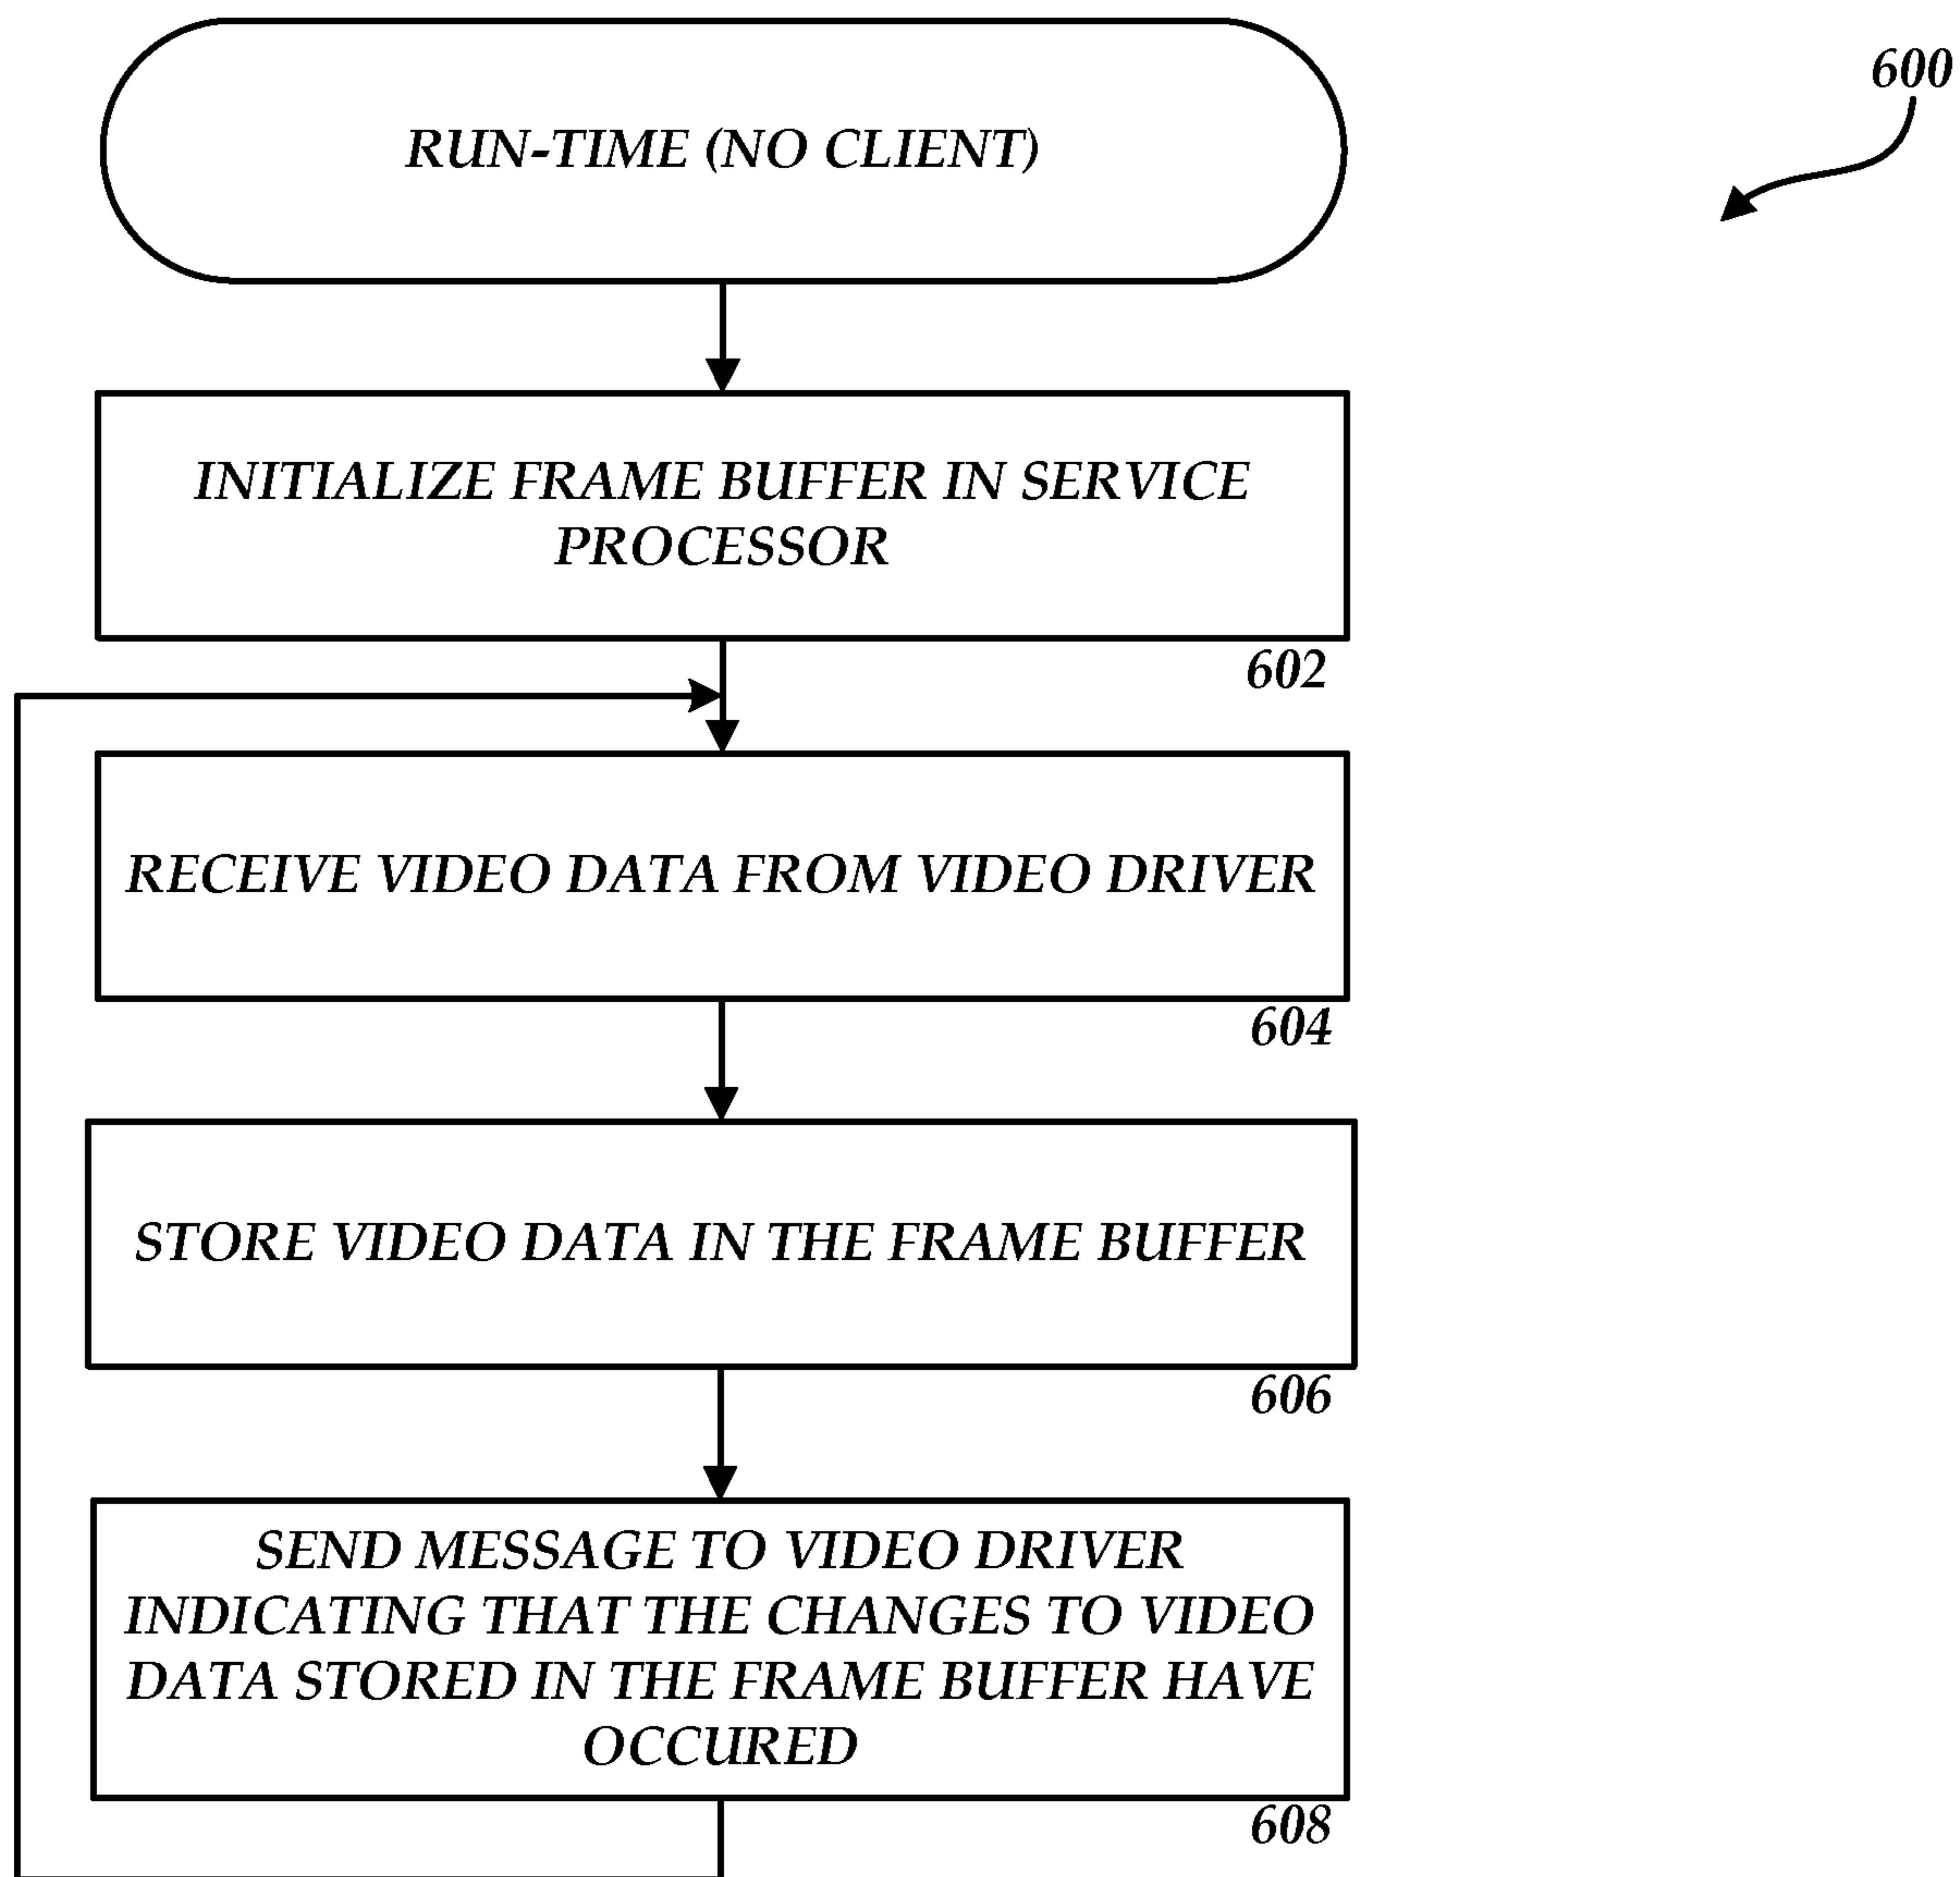 600
RUN-TIME (NO CLIENT)
INITIALIZE FRAME BUFFER IN SERVICE
PROCESSOR
602
RECEIVE VIDEO DATA FROM VIDEO DRIVER
604
STORE VIDEO DATA IN THE FRAME BUFFER
606
SEND MESSAGE TO VIDEO DRIVER
INDICATING THAT THE CHANGES TO VIDEO
DATA STORED IN THE FRAME BUFFER HAVE
OCCURED
608